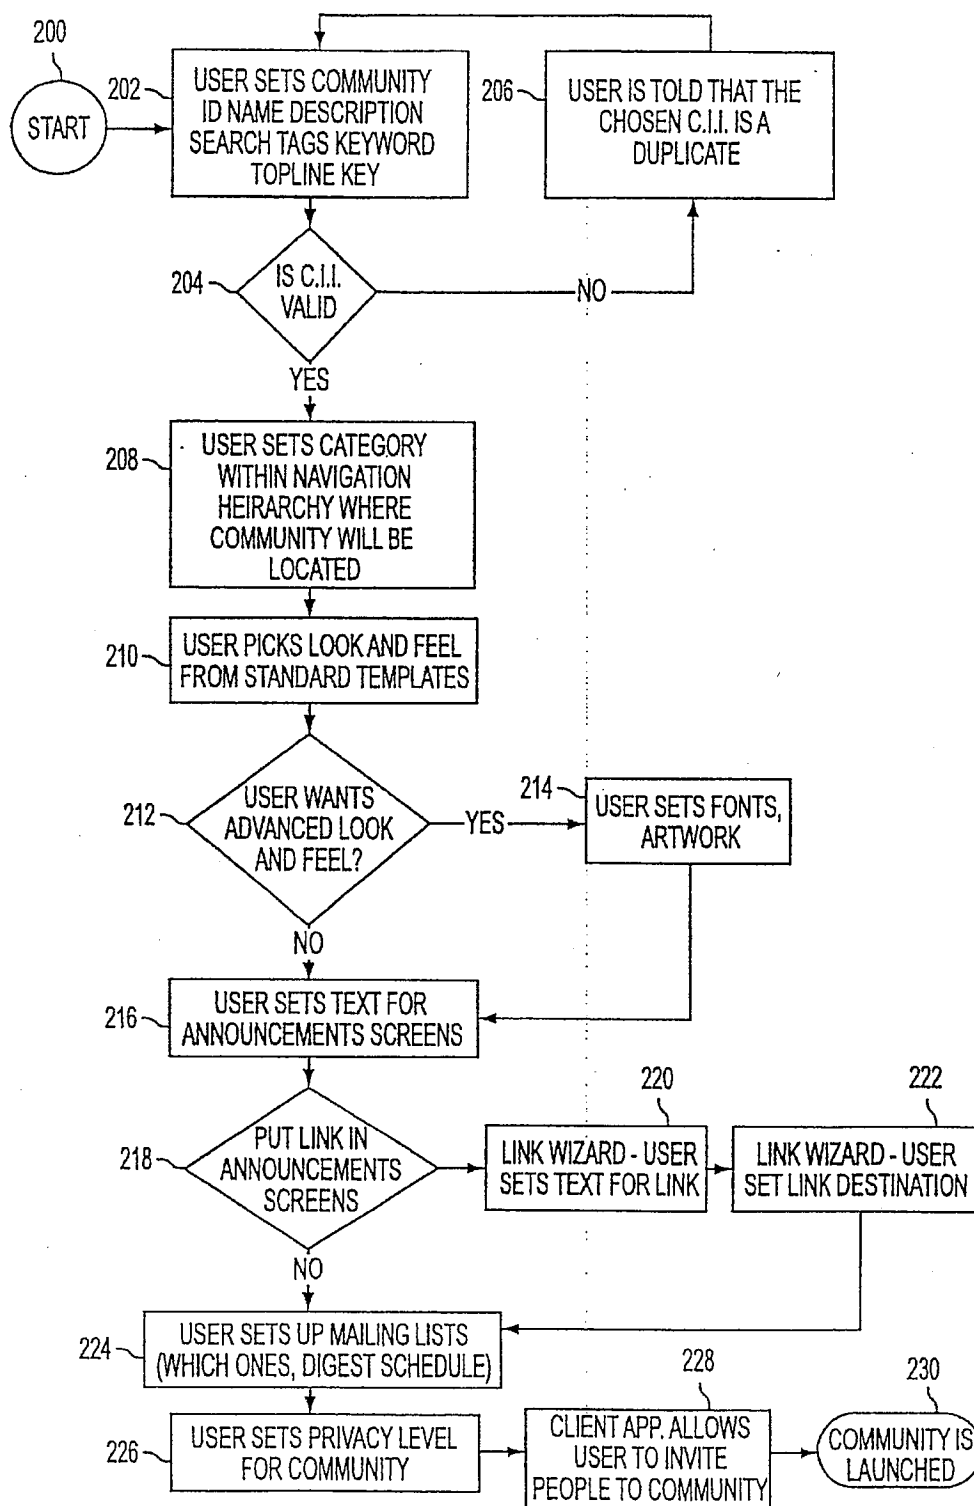 200
START
202
USER SETS COMMUNITY
ID NAME DESCRIPTION
SEARCH TAGS KEYWORD
TOPLINE KEY
206
USER IS TOLD THAT THE
CHOSEN C.I.I. IS A
DUPLICATE
204
IS C.I.I.
VALID
NO
YES
208
USER SETS CATEGORY
WITHIN NAVIGATION
HEIRARCHY WHERE
COMMUNITY WILL BE
LOCATED
210
USER PICKS LOOK AND FEEL
FROM STANDARD TEMPLATES
212
USER WANTS
ADVANCED LOOK
AND FEEL?
YES
214
USER SETS FONTS,
ARTWORK
NO
216
USER SETS TEXT FOR
ANNOUNCEMENTS SCREENS
218
PUT LINK IN
ANNOUNCEMENTS
SCREENS
220
LINK WIZARD - USER
SETS TEXT FOR LINK
222
LINK WIZARD - USER
SET LINK DESTINATION
NO
224
USER SETS UP MAILING LISTS
(WHICH ONES, DIGEST SCHEDULE)
226
USER SETS PRIVACY LEVEL
FOR COMMUNITY
228
CLIENT APP. ALLOWS
USER TO INVITE
PEOPLE TO COMMUNITY
230
COMMUNITY IS
LAUNCHED